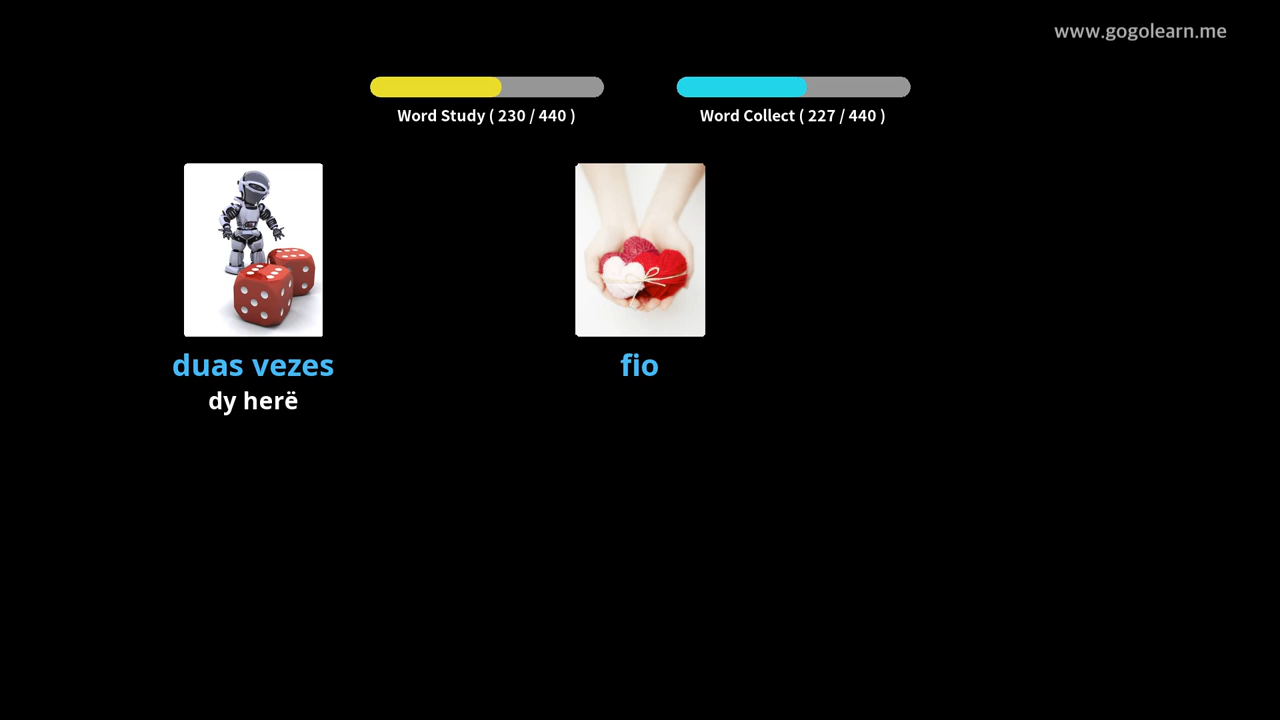 www.gogolearn.me
Word Study ( 230 / 440 )
Word Collect ( 227 / 440 )
duas vezes
dy herë
fio